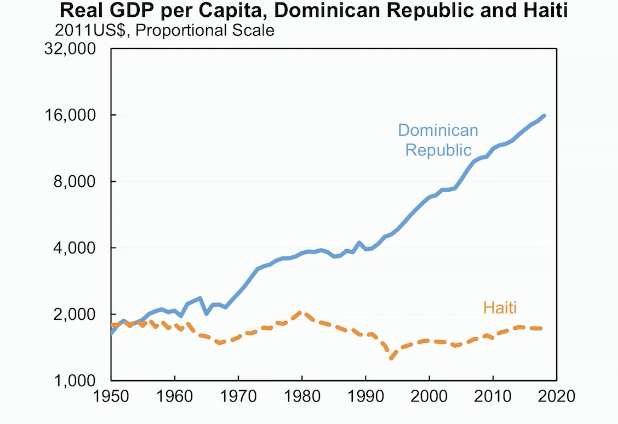 Real GDP per Capita, Dominican Republic and Haiti
2011US$, Proportional Scale
32,000
16,000
8,000
4,000
2,000
1,000
Dominican
Republic
Haiti
1950 1960 1970 1980 1990 2000 2010 2020